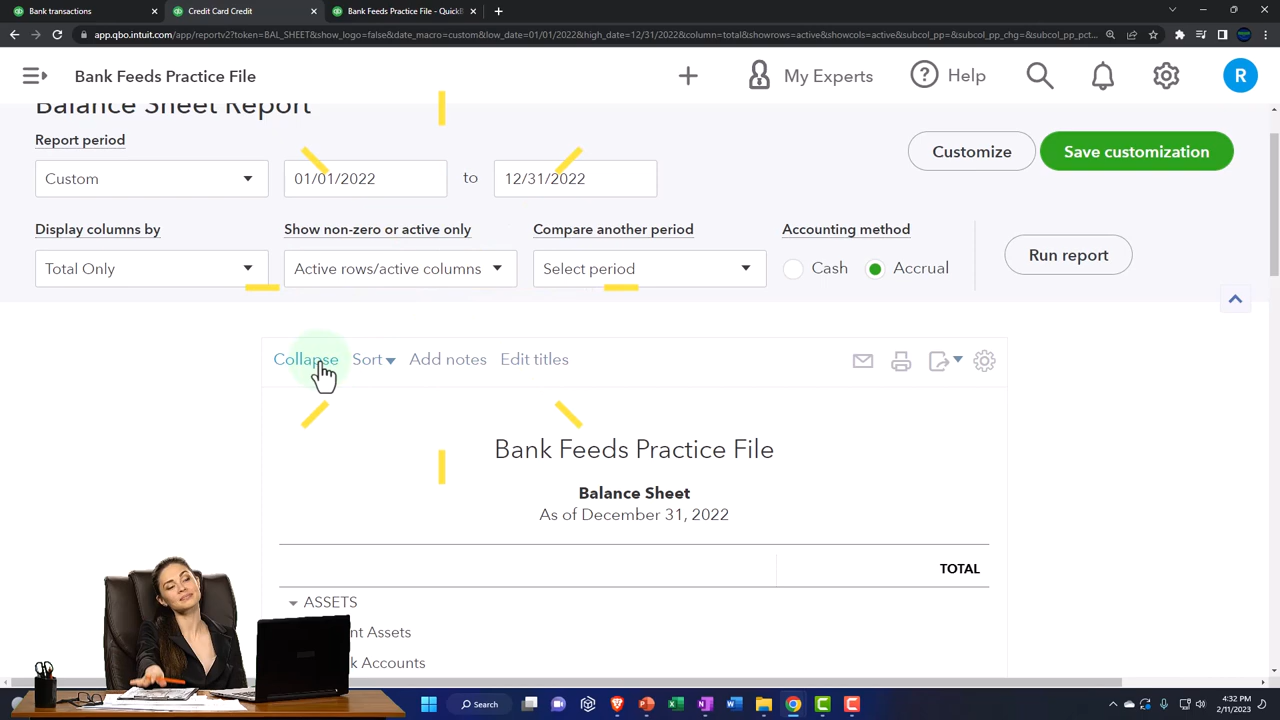 Bank transactions
Credit Card Credit
Bank Feeds Practice File - QuickB
app.qbo.intuit.com/app/reportv2?token=BAL_SHEET&show_logo=false&date_macro=custom&low_date=01/01/2022&high_date=12/31/2022&column=total&showrows=active&showcols=active&subcol_pp=&subcol_pp_chg=&subcol_pp_pct...
Bank Feeds Practice File
My Experts
Help
R
Balance Sheet Report
Report period
Custom
01/01/2022
to
12/31/2022
Customize
Save customization
Display columns by
Show non-zero or active only
Compare another period
Accounting method
Total Only
Active rows/active columns
Select period
Cash
Accrual
Run report
Collapse
Sort
Add notes
Edit titles
Bank Feeds Practice File
Balance Sheet
As of December 31, 2022
TOTAL
ASSETS
nt Assets
k Accounts
Search
4:32 PM
2/11/2023